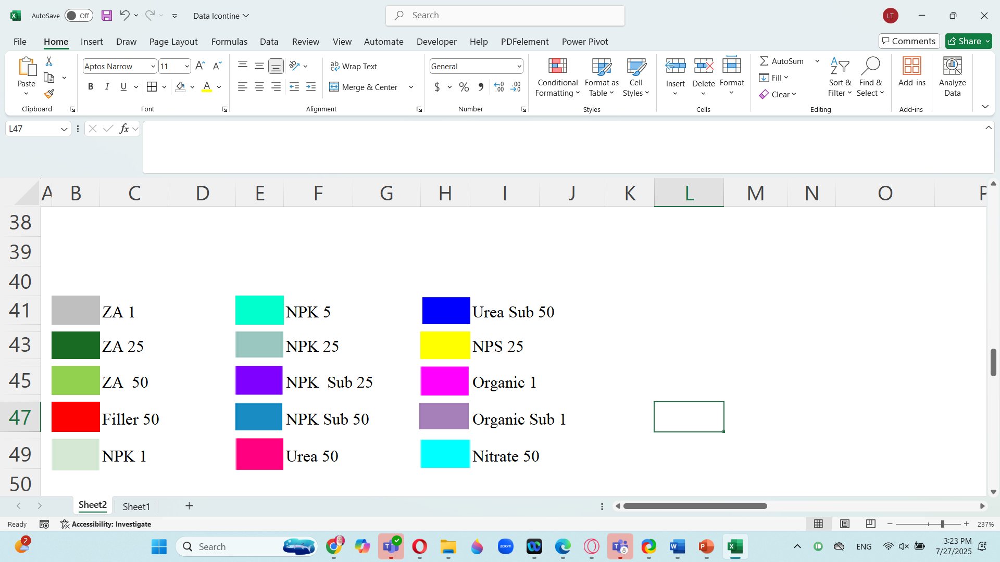 AutoSave Off Data Icontine Search LT
File Home Insert Draw Page Layout Formulas Data Review View Automate Developer Help PDFelement Power Pivot Comments Share
Paste
Clipboard
Aptos Narrow 11
B I U A
Font
Wrap Text
Merge & Center
Alignment
General
$ % 9 .00
Number
Conditional Formatting
Format as Table
Cell Styles
Styles
Insert Delete Format
Cells
AutoSum
Fill
Clear
Sort & Filter
Find & Select
Editing
Add-ins
Add-ins
Analyze Data
L47 fx
A B C D E F G H I J K L M N O P
38
39
40
41 ZA 1 NPK 5 Urea Sub 50
43 ZA 25 NPK 25 NPS 25
45 ZA 50 NPK Sub 25 Organic 1
47 Filler 50 NPK Sub 50 Organic Sub 1
49 NPK 1 Urea 50 Nitrate 50
50
Sheet2 Sheet1
Ready Accessibility: Investigate 237%
2 Search zoom ENG 3:23 PM
7/27/2025